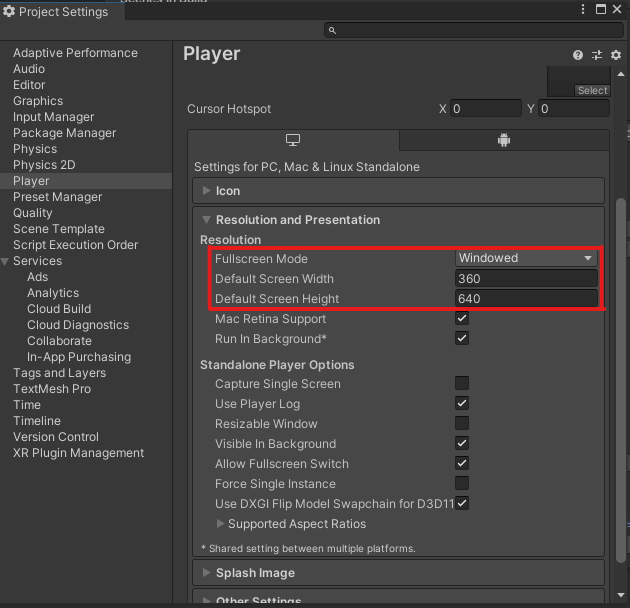 Project Settings
Adaptive Performance
Audio
Editor
Graphics
Input Manager
Package Manager
Physics
Physics 2D
Player
Preset Manager
Quality
Scene Template
Script Execution Order
Services
Ads
Analytics
Cloud Build
Cloud Diagnostics
Collaborate
In-App Purchasing
Tags and Layers
TextMesh Pro
Time
Timeline
Version Control
XR Plugin Management
Player
Select
Cursor Hotspot X 0 Y 0
Settings for PC, Mac & Linux Standalone
Icon
Resolution and Presentation
Resolution
Fullscreen Mode Windowed
Default Screen Width 360
Default Screen Height 640
Mac Retina Support
Run In Background*
Standalone Player Options
Capture Single Screen
Use Player Log
Resizable Window
Visible In Background
Allow Fullscreen Switch
Force Single Instance
Use DXGI Flip Model Swapchain for D3D11
Supported Aspect Ratios
* Shared setting between multiple platforms.
Splash Image
Other Settings